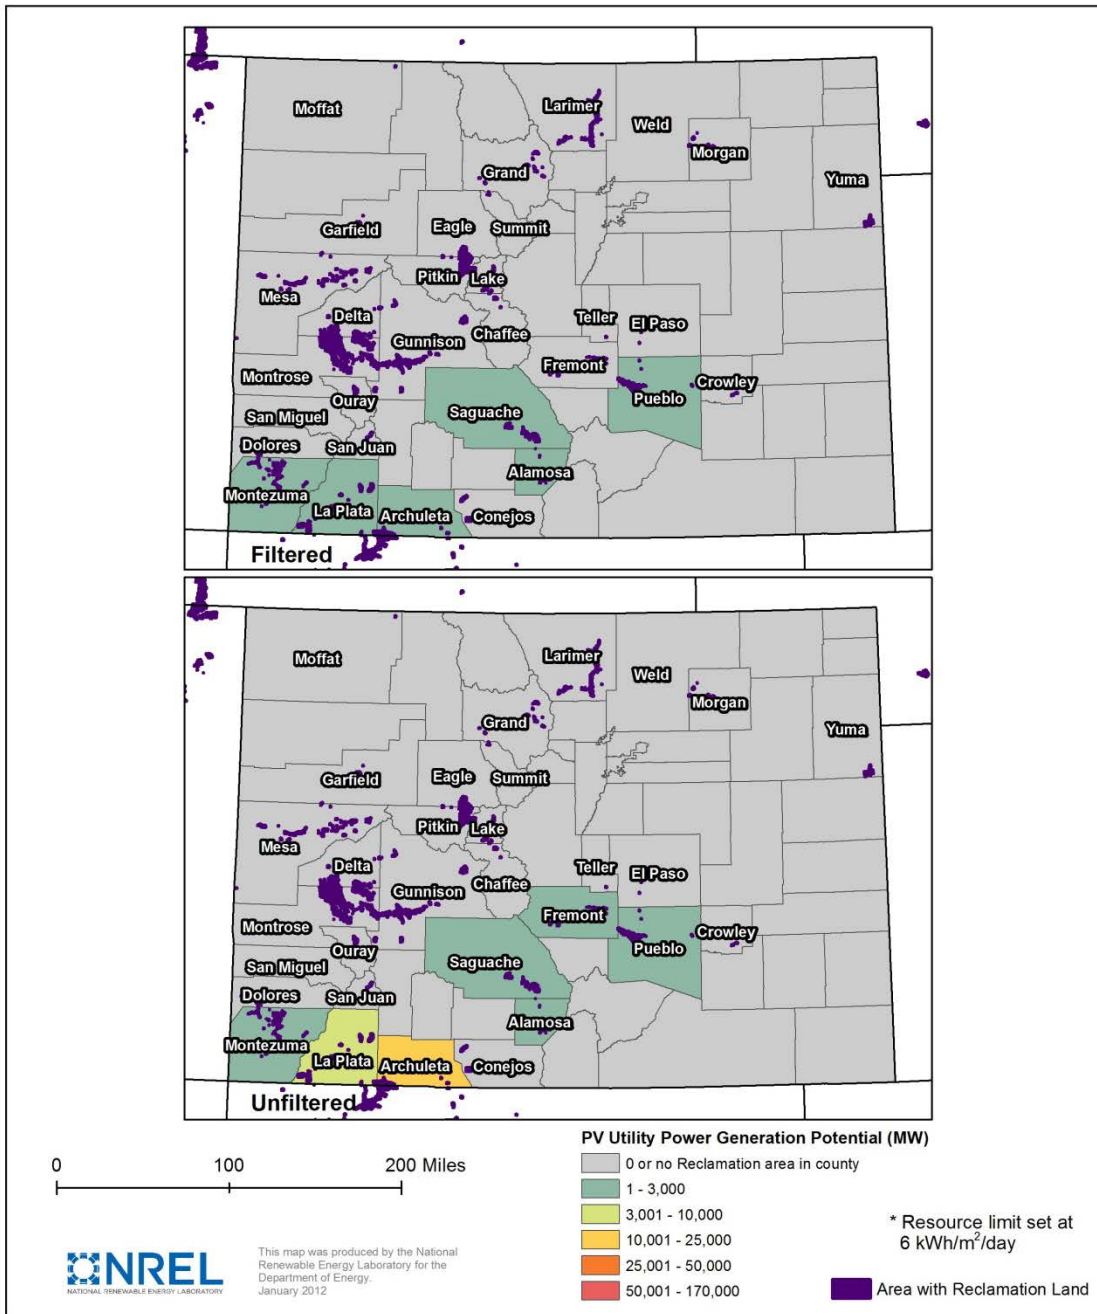 Moffat
Larimer
Weld
Morgan
Grand
Yuma
Garfield
Eagle
Summit
Pitkin
Lake
Mesa
Delta
Teller
El Paso
Gunnison
Chaffee
Fremont
Montrose
Crowley
Ouray
Pueblo
San Miguel
Saguache
Dolores
San Juan
Alamosa
Montezuma
La Plata
Archuleta
Conejos
Filtered
Moffat
Larimer
Weld
Morgan
Grand
Yuma
Garfield
Eagle
Summit
Pitkin
Lake
Mesa
Delta
Teller
El Paso
Gunnison
Chaffee
Fremont
Montrose
Crowley
Ouray
Pueblo
San Miguel
Saguache
Dolores
San Juan
Alamosa
Montezuma
La Plata
Archuleta
Conejos
Unfiltered
PV Utility Power Generation Potential (MW)
0 or no Reclamation area in county
1 - 3,000
3,001 - 10,000
10,001 - 25,000
25,001 - 50,000
50,001 - 170,000
0 100 200 Miles
* Resource limit set at
6 kWh/m²/day
Area with Reclamation Land
NREL
NATIONAL RENEWABLE ENERGY LABORATORY
This map was produced by the National
Renewable Energy Laboratory for the
Department of Energy.
January 2012